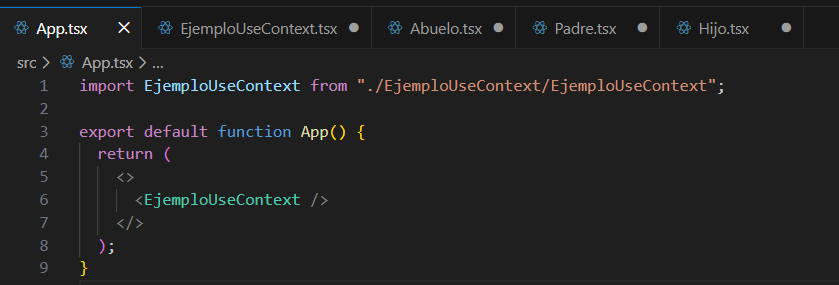 App.tsx × EjemploUseContext.tsx ● Abuelo.tsx ● Padre.tsx ● Hijo.tsx ●
src > App.tsx > ...
1 import EjemploUseContext from "./EjemploUseContext/EjemploUseContext";
2
3 export default function App() {
4   return (
5     <>
6       <EjemploUseContext />
7     </>
8   );
9 }